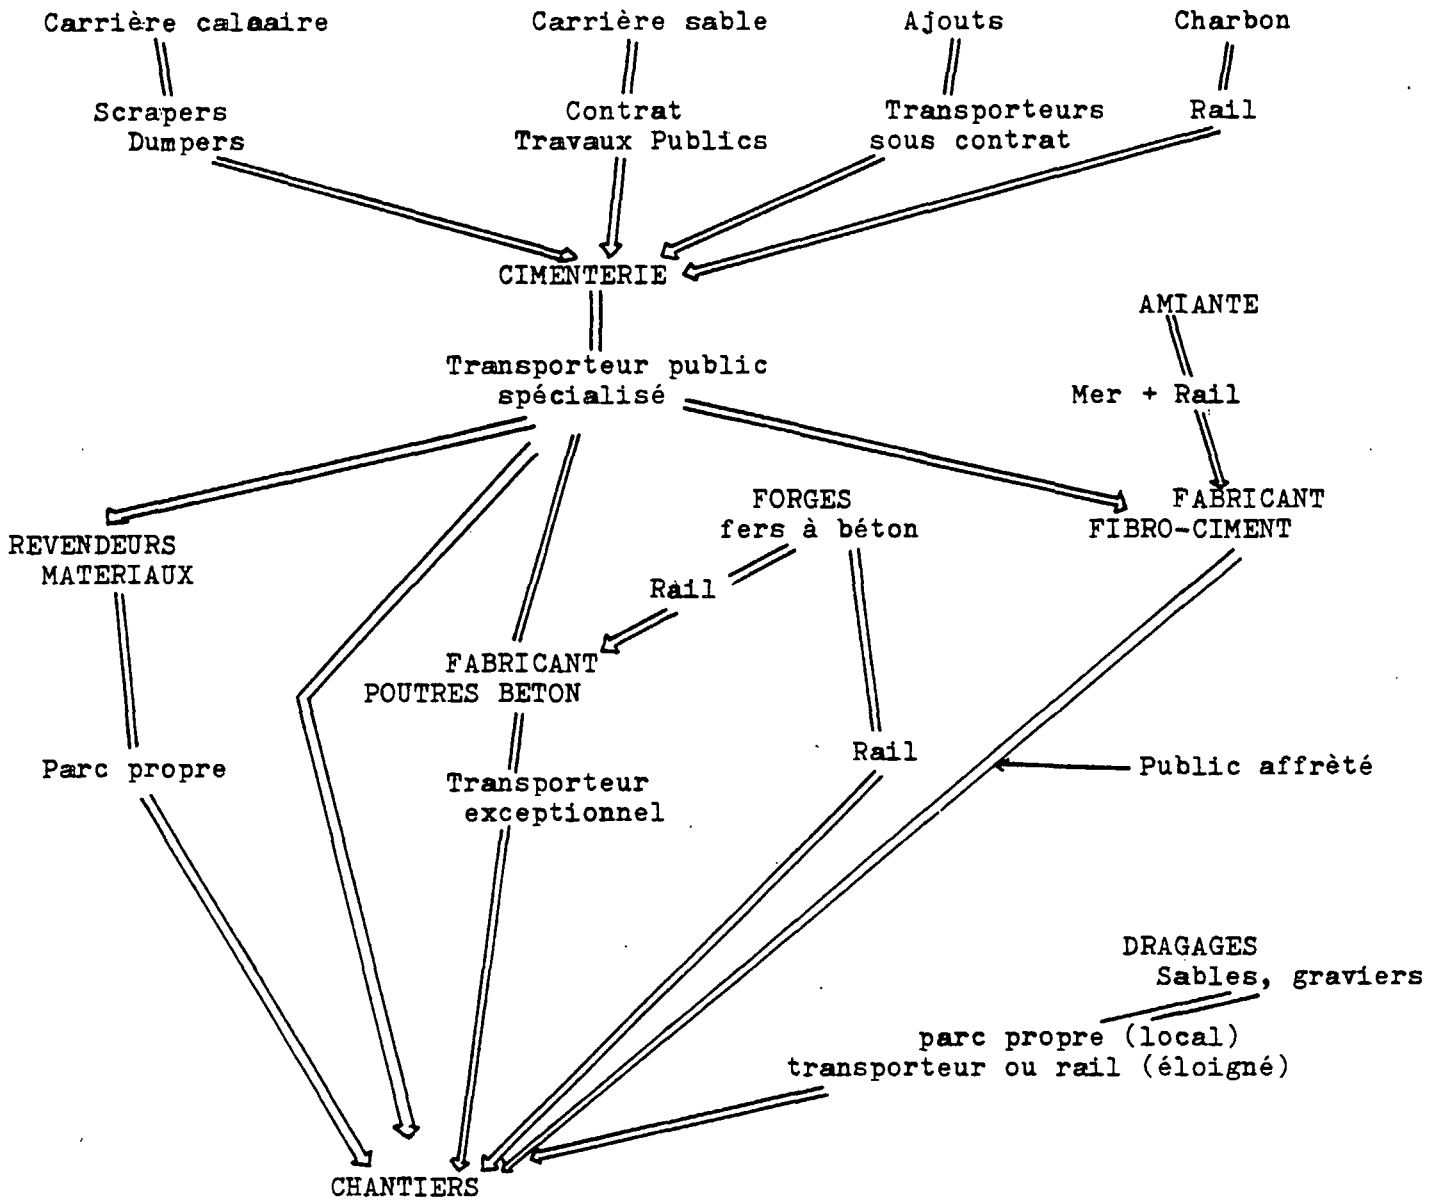 Carrière calaaire
Carrière sable
Ajouts
Charbon
Scrapers
Dumpers
Contrat
Travaux Publics
Transporteurs
sous contrat
Rail
CIMENTERIE
AMIANTE
Transporteur public
spécialisé
Mer + Rail
FORGES
fers à béton
FABRICANT
FIBRO-CIMENT
REVENDEURS
MATERIAUX
Rail
FABRICANT
POUTRES BETON
Rail
Parc propre
Public affrèté
Transporteur
exceptionnel
DRAGAGES
Sables, graviers
parc propre (local)
transporteur ou rail (éloigné)
CHANTIERS